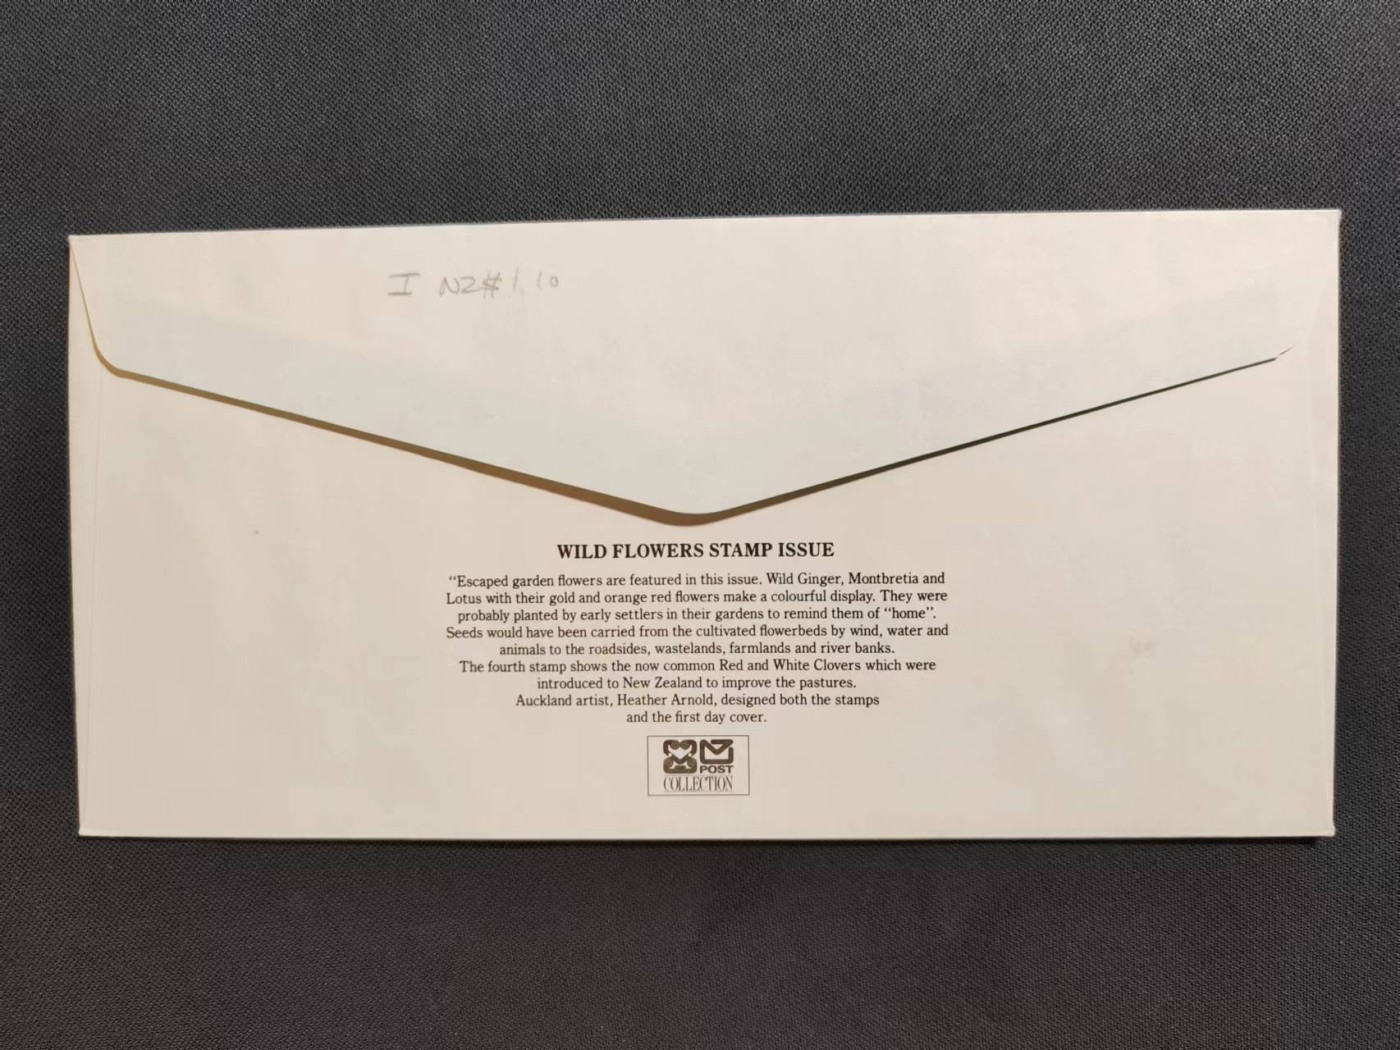 I NZ$1.10
WILD FLOWERS STAMP ISSUE
“Escaped garden flowers are featured in this issue. Wild Ginger, Montbretia and
Lotus with their gold and orange red flowers make a colourful display. They were
probably planted by early settlers in their gardens to remind them of “home”.
Seeds would have been carried from the cultivated flowerbeds by wind, water and
animals to the roadsides, wastelands, farmlands and river banks.
The fourth stamp shows the now common Red and White Clovers which were
introduced to New Zealand to improve the pastures.
Auckland artist, Heather Arnold, designed both the stamps
and the first day cover.
POST
COLLECTION